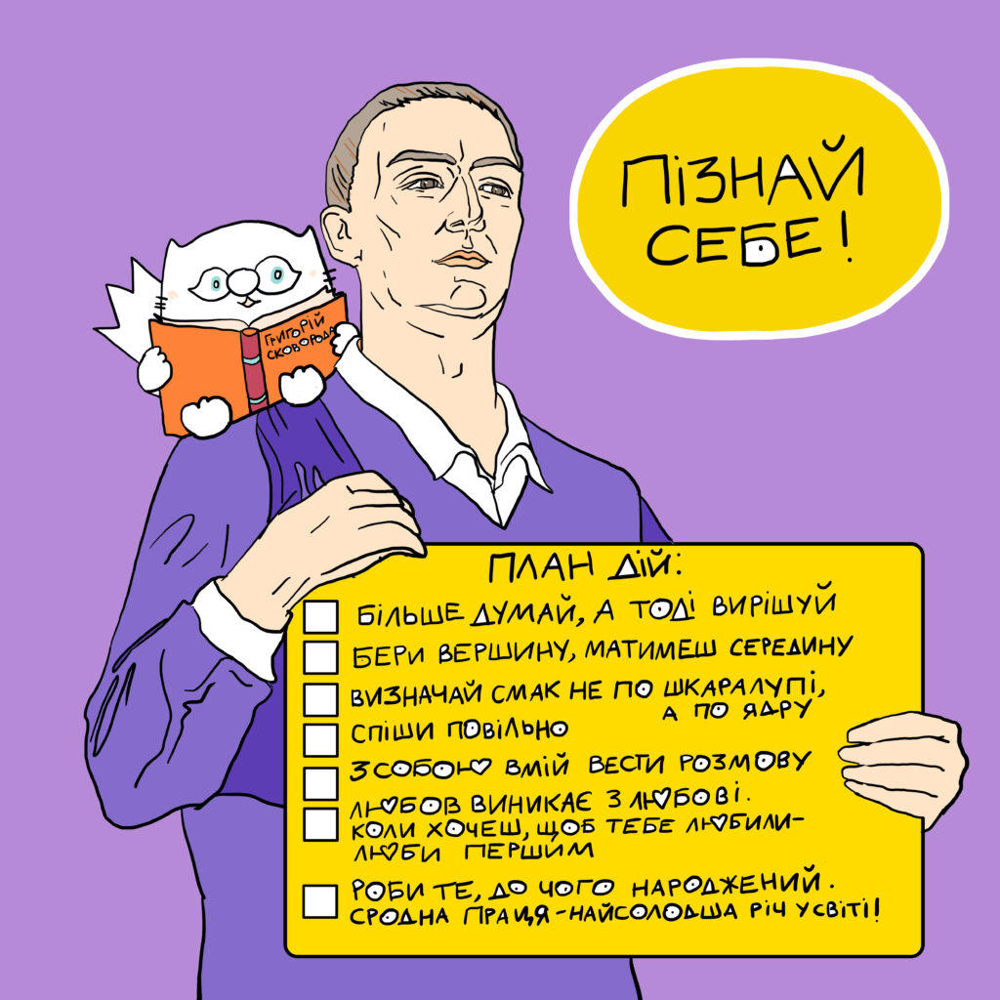 ПІЗНАЙ
СЕБЕ!
ГРИГОРІЙ
СКОВОРОДА
ПЛАН ДІЙ:
БІЛЬШЕ ДУМАЙ, А ТОДІ ВИРІШУЙ
БЕРИ ВЕРШИНУ, МАТИМЕШ СЕРЕДИНУ
ВИЗНАЧАЙ СМАК НЕ ПО ШКАРАЛУПІ,
А ПО ЯДРУ
СПІШИ ПОВІЛЬНО
З СОБОЮ ВМІЙ ВЕСТИ РОЗМОВУ
ЛЮБОВ ВИНИКАЄ З ЛЮБОВІ.
КОЛИ ХОЧЕШ, ЩОБ ТЕБЕ ЛЮБИЛИ-
ЛЮБИ ПЕРШИМ
РОБИ ТЕ, ДО ЧОГО НАРОДЖЕНИЙ.
СРОДНА ПРАЦЯ-НАЙСОЛОДША РІЧ У СВІТІ!